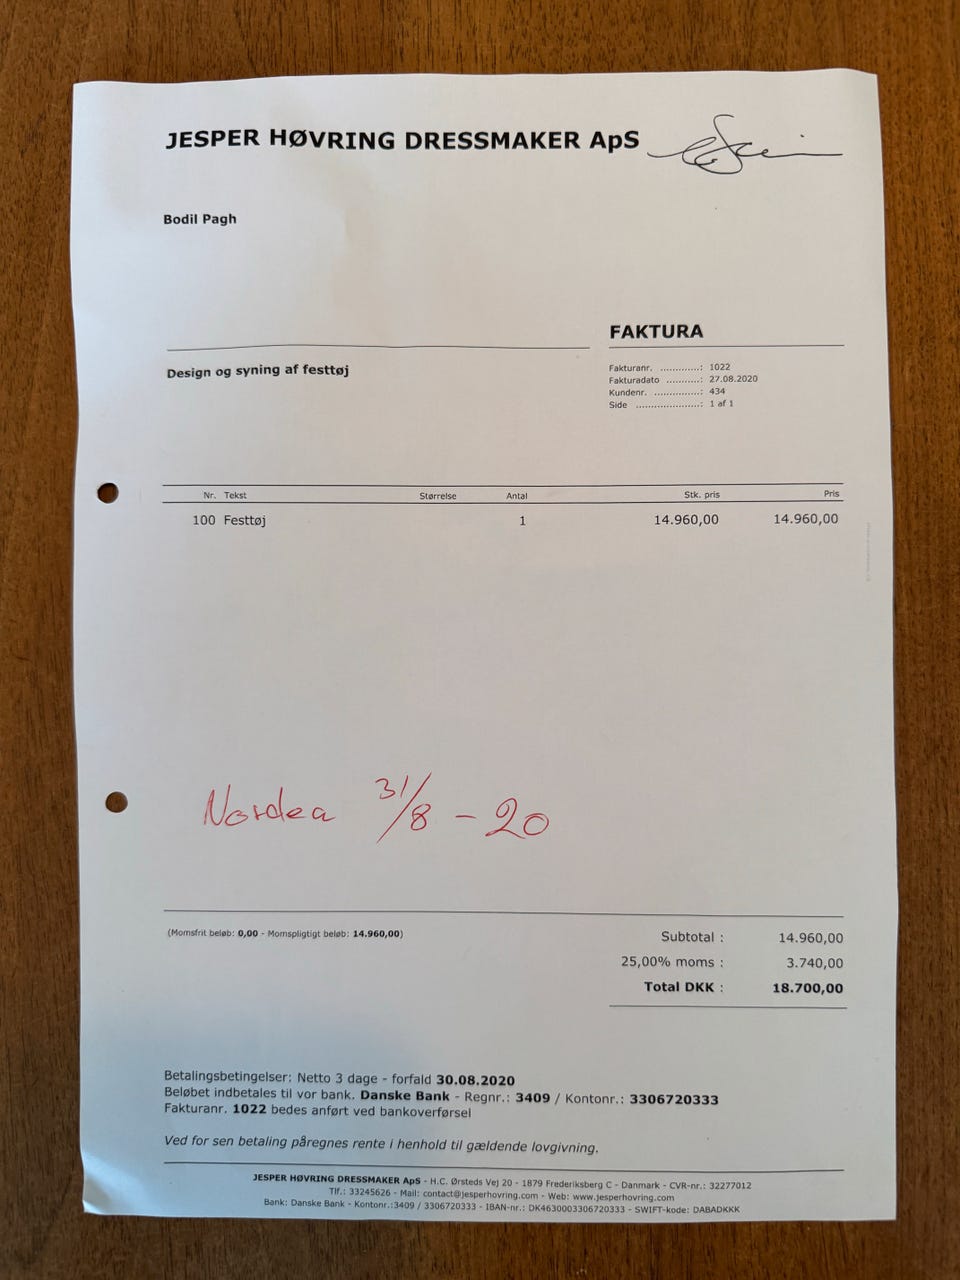 JESPER HØVRING DRESSMAKER ApS
Bodil Pagh
FAKTURA
Design og syning af festtøj
Fakturanr. ............: 1022
Fakturadato ...........: 27.08.2020
Kundenr. ..............: 434
Side ......................: 1 af 1
Nr. Tekst Størrelse Antal Stk. pris Pris
100 Festtøj 1 14.960,00 14.960,00
Nordea 31/8 - 20
(Momsfrit beløb: 0,00 - Momspligtigt beløb: 14.960,00)
Subtotal : 14.960,00
25,00% moms : 3.740,00
Total DKK : 18.700,00
Betalingsbetingelser: Netto 3 dage - forfald 30.08.2020
Beløbet indbetales til vor bank. Danske Bank - Regnr.: 3409 / Kontonr.: 3306720333
Fakturanr. 1022 bedes anført ved bankoverførsel
Ved for sen betaling påregnes rente i henhold til gældende lovgivning.
JESPER HØVRING DRESSMAKER ApS - H.C. Ørsteds Vej 20 - 1879 Frederiksberg C - Danmark - CVR-nr.: 32277012
Tlf.: 33245626 - Mail: contact@jesperhovring.com - Web: www.jesperhovring.com
Bank: Danske Bank - Kontonr.:3409 / 3306720333 - IBAN-nr.: DK4630003306720333 - SWIFT-kode: DABADKKK